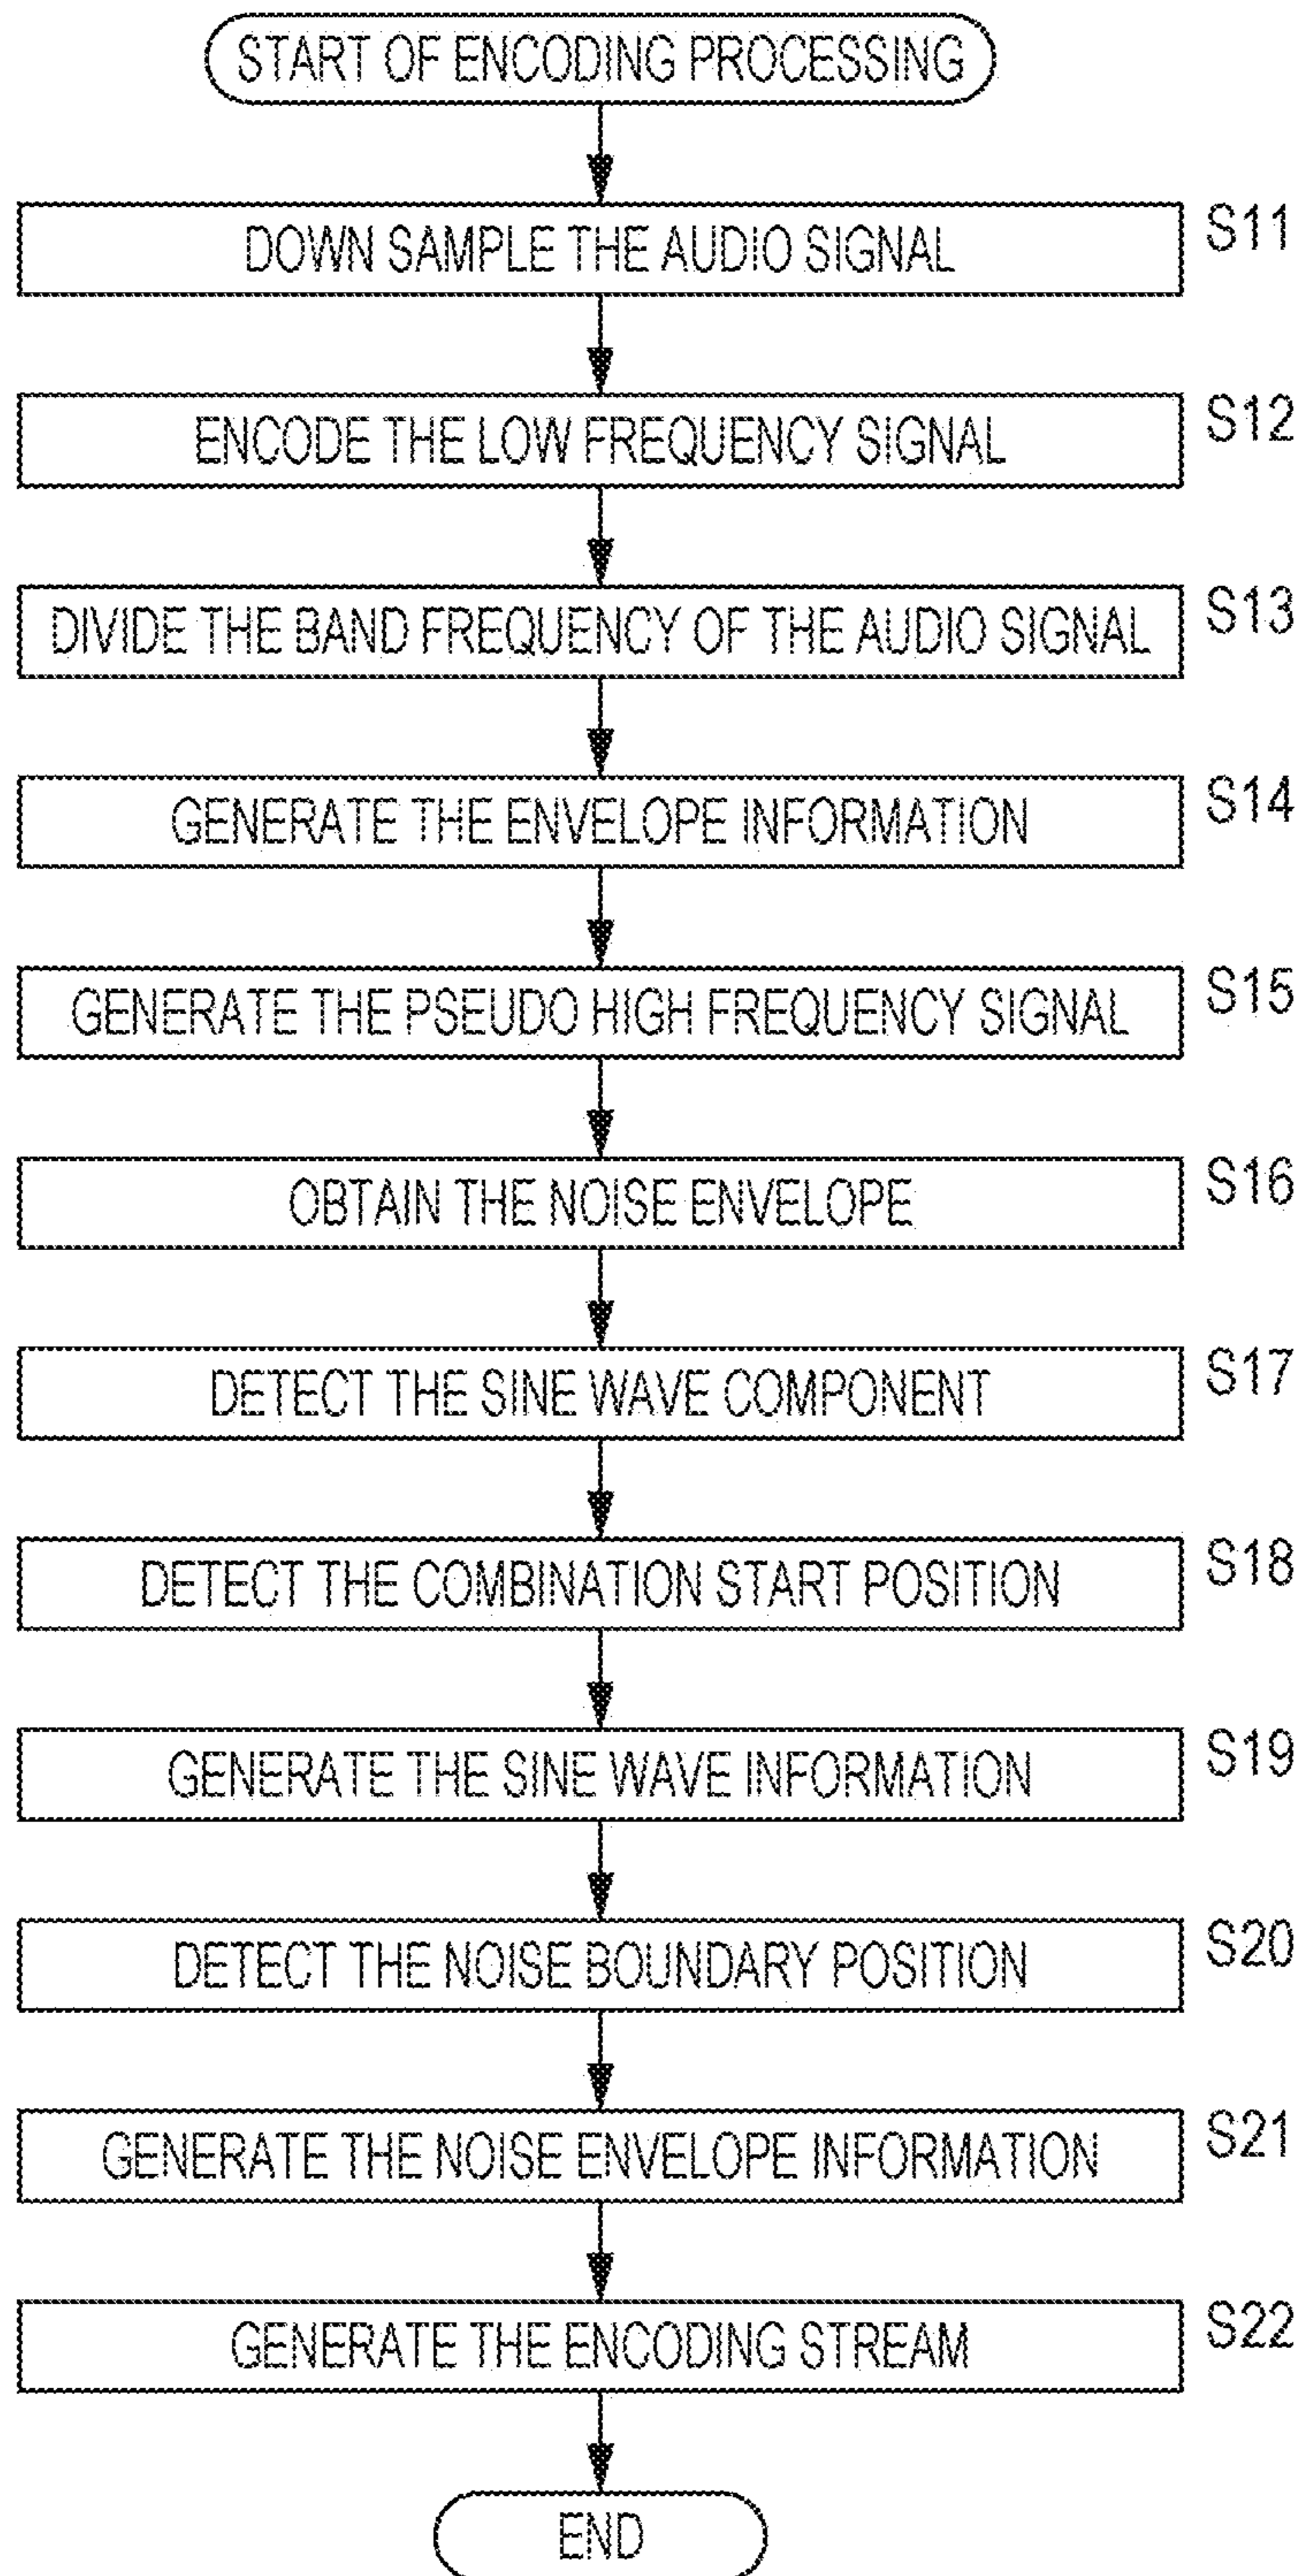 START OF ENCODING PROCESSING
DOWN SAMPLE THE AUDIO SIGNAL S11
ENCODE THE LOW FREQUENCY SIGNAL S12
DIVIDE THE BAND FREQUENCY OF THE AUDIO SIGNAL S13
GENERATE THE ENVELOPE INFORMATION S14
GENERATE THE PSEUDO HIGH FREQUENCY SIGNAL S15
OBTAIN THE NOISE ENVELOPE S16
DETECT THE SINE WAVE COMPONENT S17
DETECT THE COMBINATION START POSITION S18
GENERATE THE SINE WAVE INFORMATION S19
DETECT THE NOISE BOUNDARY POSITION S20
GENERATE THE NOISE ENVELOPE INFORMATION S21
GENERATE THE ENCODING STREAM S22
END